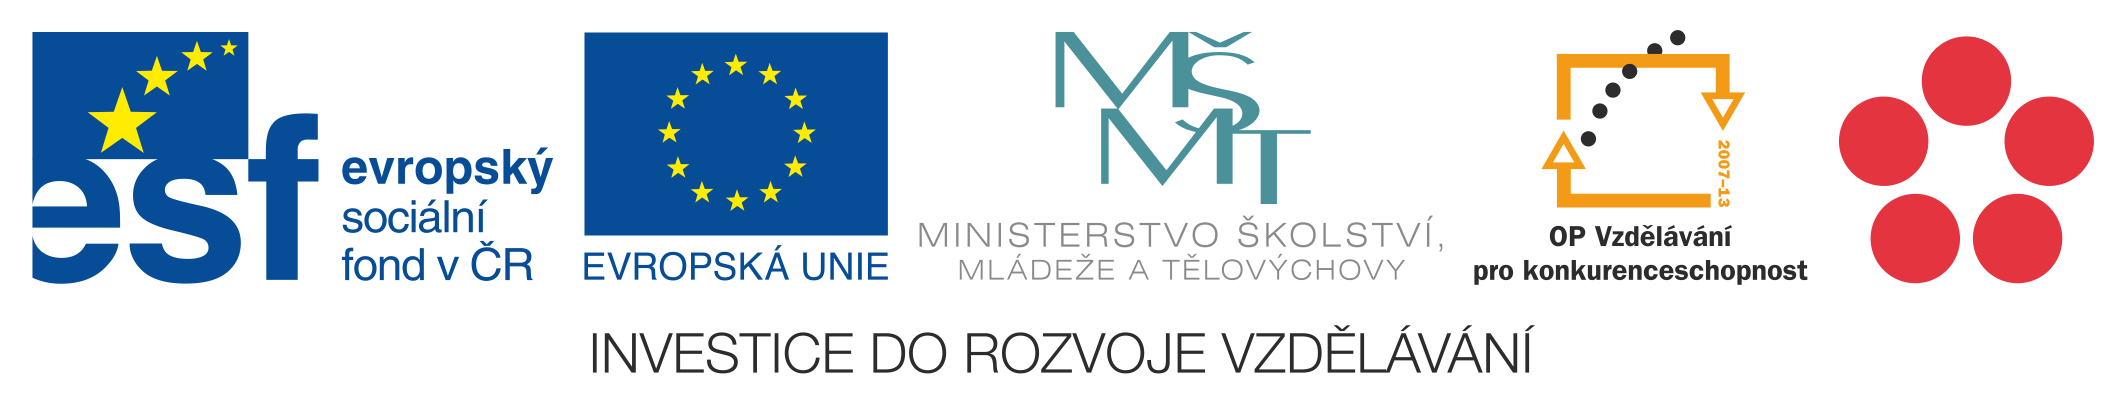 esf
evropský
sociální
fond v ČR
EVROPSKÁ UNIE
MŠMT
MINISTERSTVO ŠKOLSTVÍ,
MLÁDEŽE A TĚLOVÝCHOVY
2007-13
OP Vzdělávání
pro konkurenceschopnost
INVESTICE DO ROZVOJE VZDĚLÁVÁNÍ